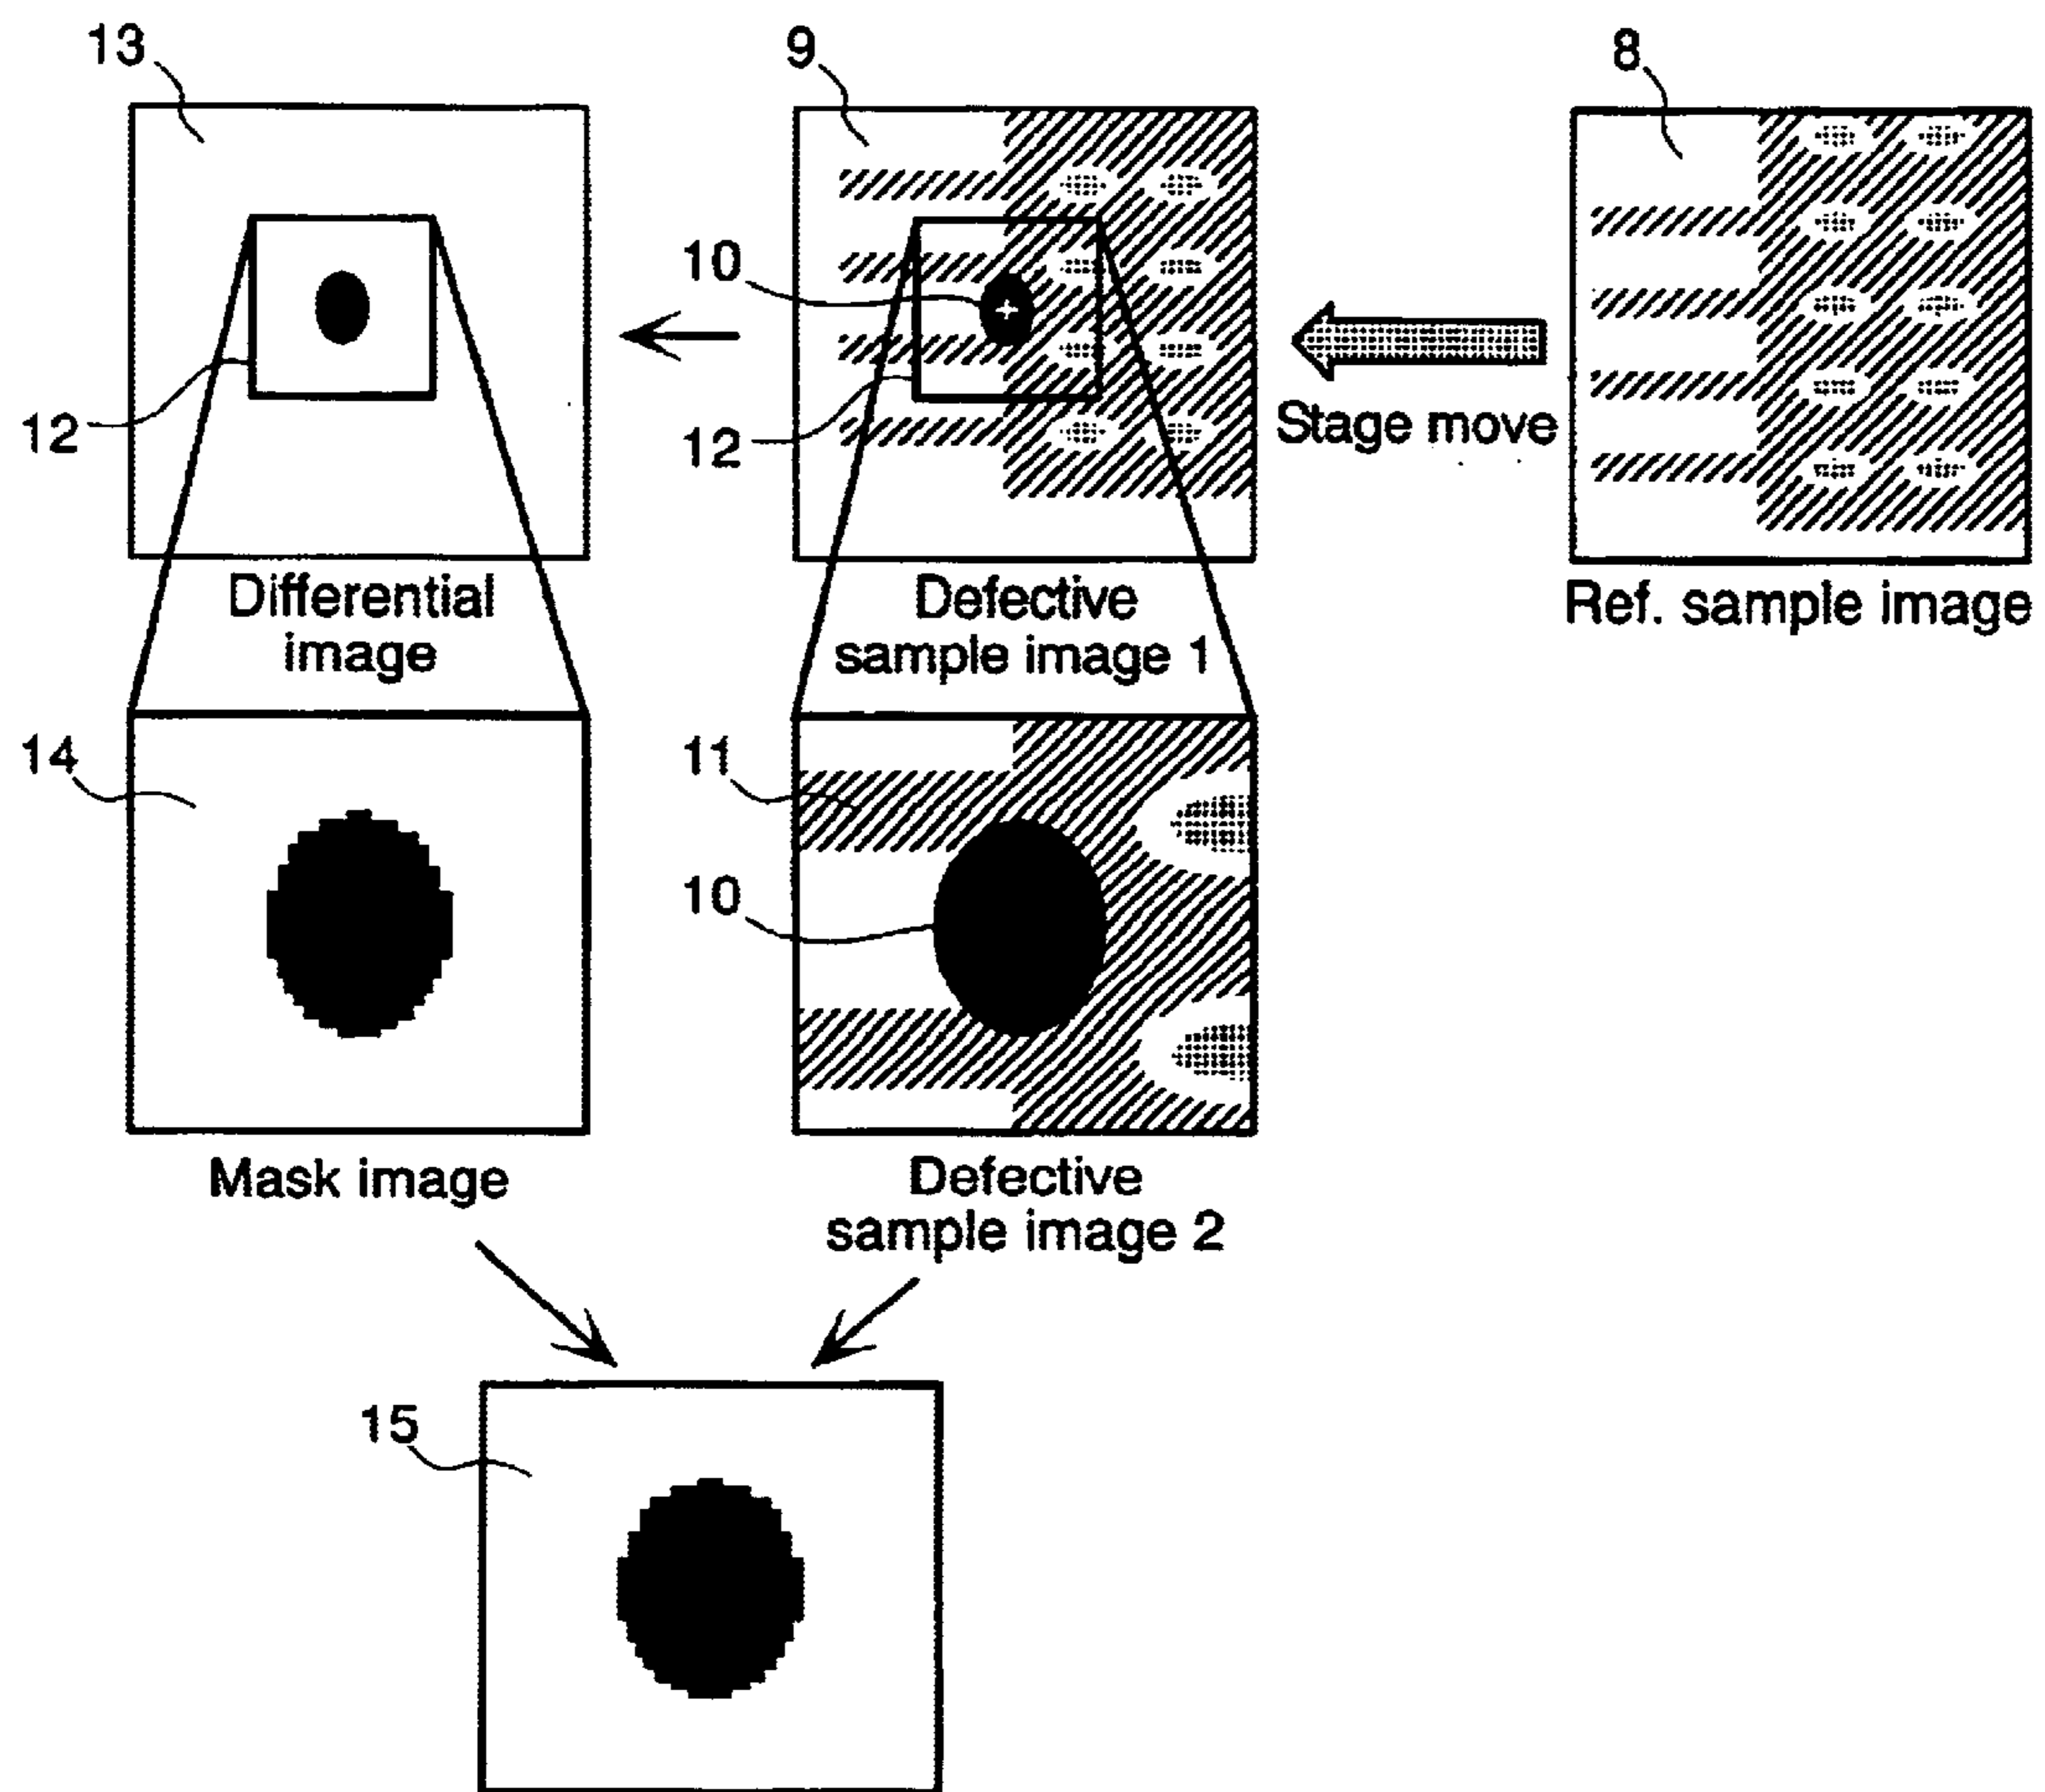 13
9
8
10
12
12
Stage move
Differential
image
Defective
sample image 1
Ref. sample image
14
11
10
Mask image
Defective
sample image 2
15